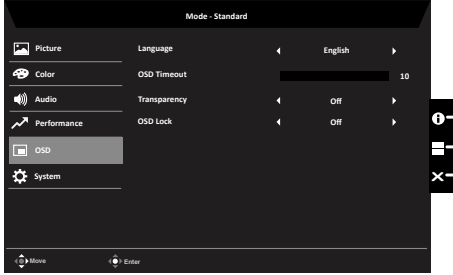 Mode - Standard
Picture
Language
English
Color
OSD Timeout
10
Audio
Transparency
Off
Performance
OSD Lock
Off
OSD
System
Move
Enter